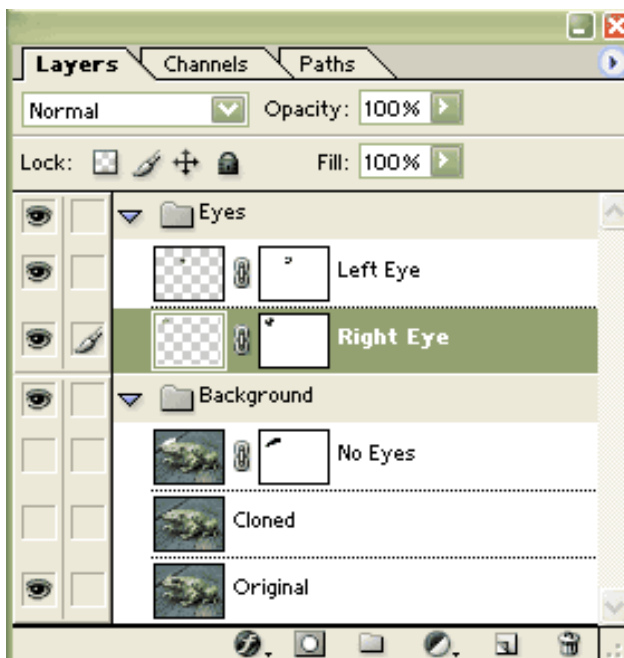 Layers Channels Paths
Normal Opacity: 100%
Lock: Fill: 100%
Eyes
Left Eye
Right Eye
Background
No Eyes
Cloned
Original